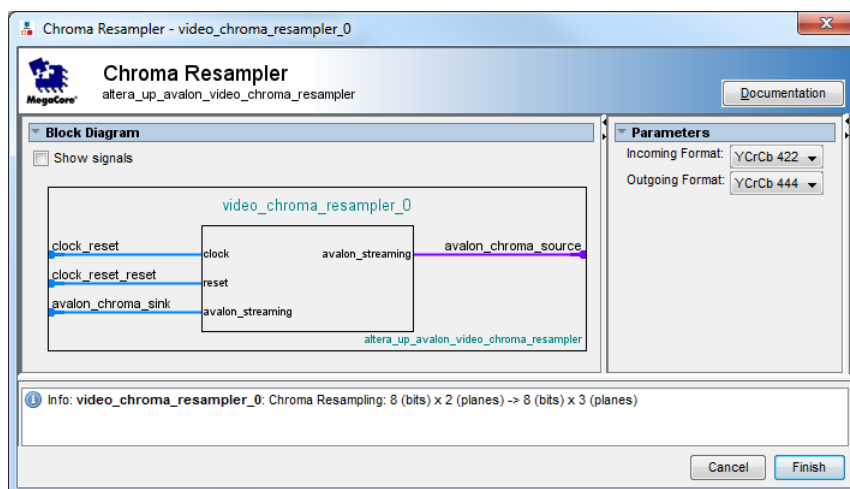 Chroma Resampler - video_chroma_resampler_0
MegaCore'
Chroma Resampler
altera_up_avalon_video_chroma_resampler
Documentation
Block Diagram
Show signals
video_chroma_resampler_0
clock_reset
clock
avalon_streaming
avalon_chroma_source
clock_reset_reset
reset
avalon_chroma_sink
avalon_streaming
altera_up_avalon_video_chroma_resampler
Parameters
Incoming Format: YCrCb 422
Outgoing Format: YCrCb 444
Info: video_chroma_resampler_0: Chroma Resampling: 8 (bits) x 2 (planes) -> 8 (bits) x 3 (planes)
Cancel
Finish